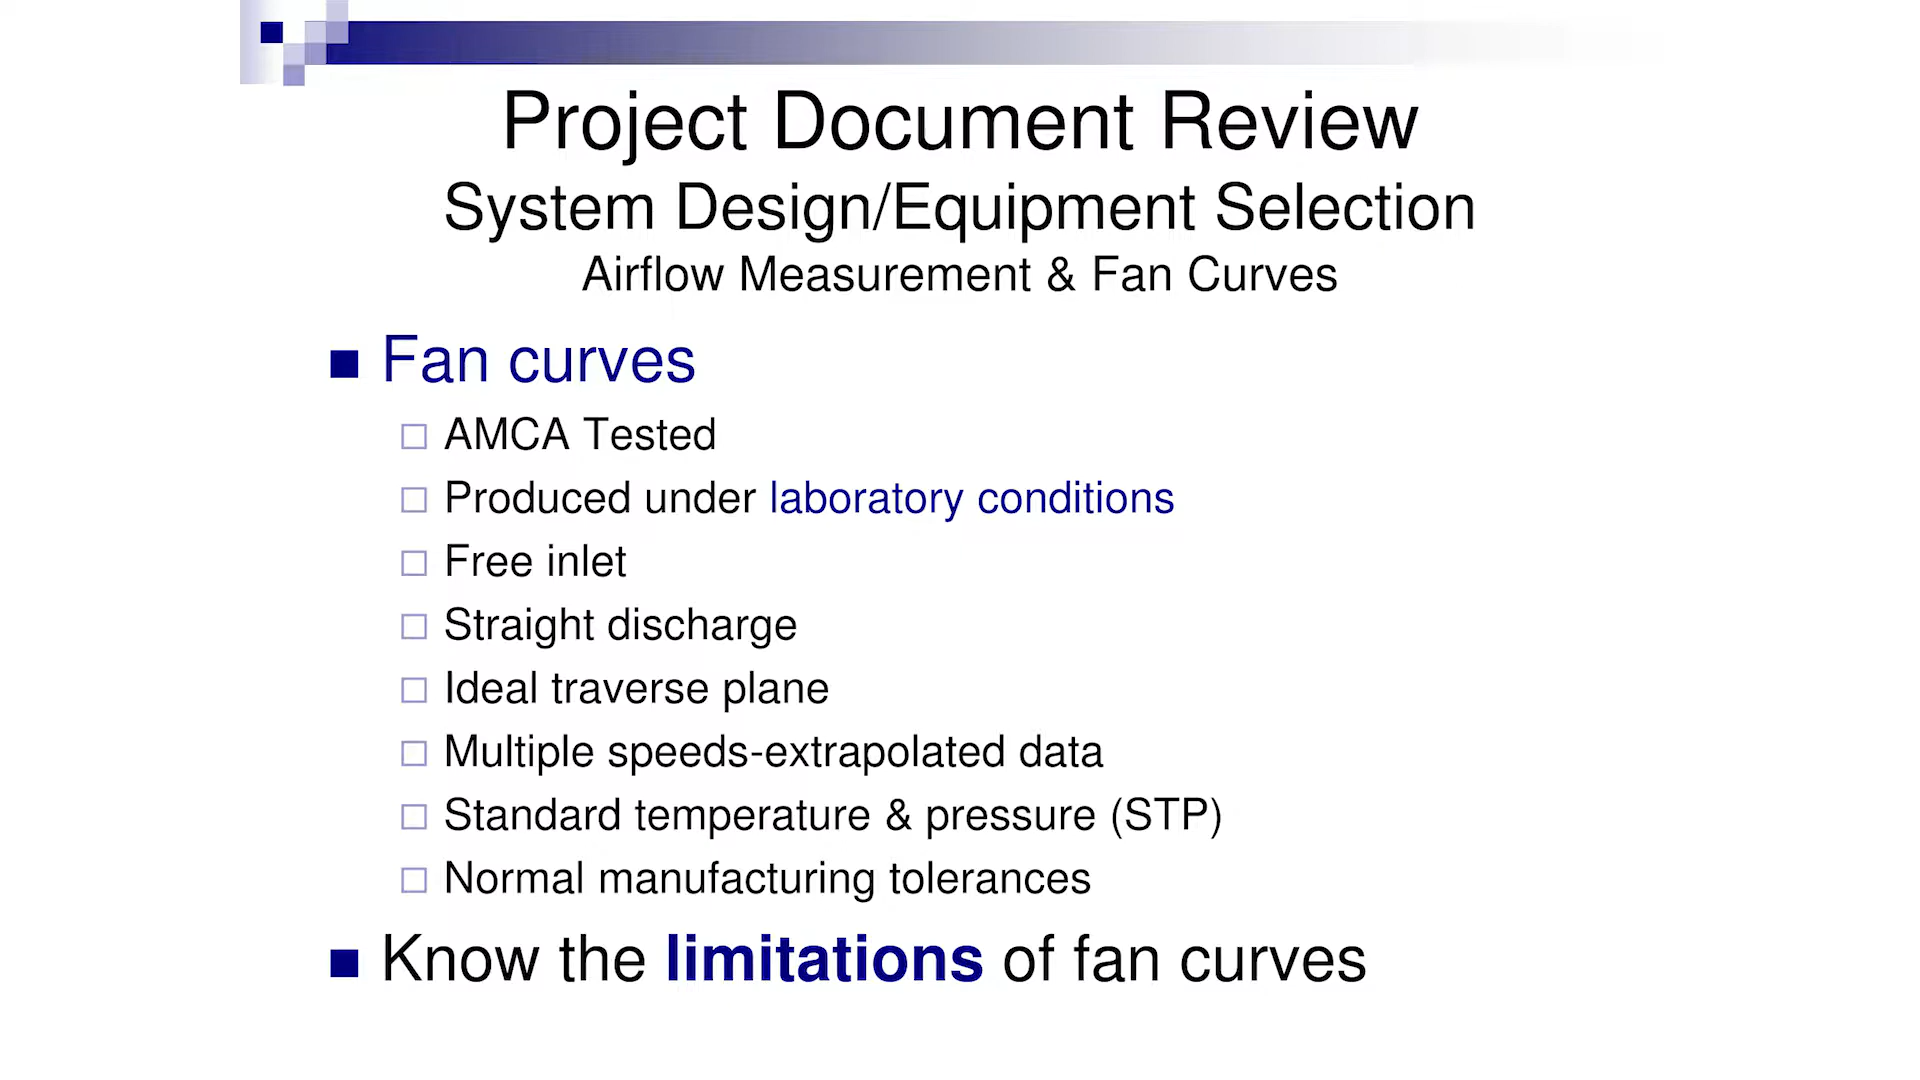 Project Document Review
System Design/Equipment Selection
Airflow Measurement & Fan Curves
Fan curves
AMCA Tested
Produced under laboratory conditions
Free inlet
Straight discharge
Ideal traverse plane
Multiple speeds-extrapolated data
Standard temperature & pressure (STP)
Normal manufacturing tolerances
Know the limitations of fan curves